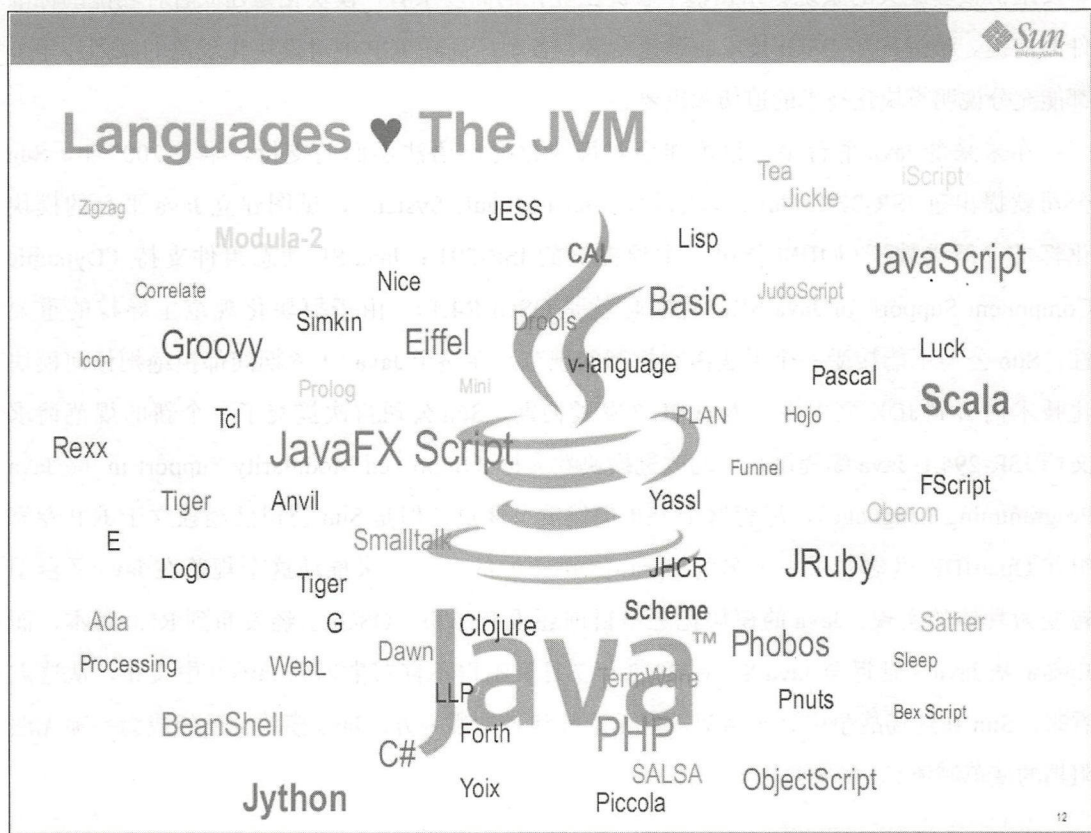 Sun
microsystems
Languages ♥ The JVM
Tea
iScript
Zigzag
JESS
Jickle
Modula-2
Lisp
CAL
JavaScript
Correlate
Nice
Basic
JudoScript
Simkin
Drools
Groovy
Eiffel
Luck
Icon
v-language
Pascal
Prolog
Mini
Scala
Tcl
PLAN
Hojo
Rexx
JavaFX Script
Funnel
FScript
Tiger
Anvil
Yassl
Oberon
E
Smalltalk
Logo
JHCR
JRuby
Tiger
Ada
G
Clojure
Scheme
Phobos
Sather
Processing
WebL
Dawn
Java™
TermWare
Sleep
LLP
Pnuts
Bex Script
BeanShell
Forth
PHP
C#
SALSA
ObjectScript
Jython
Yoix
Piccola
12